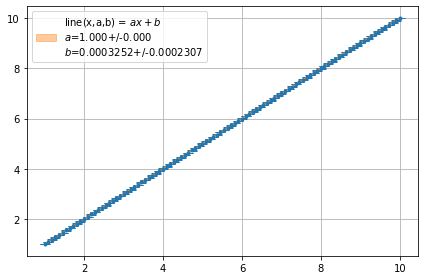 line(x,a,b) = ax + b
a=1.000+/-0.000
b=0.0003252+/-0.0002307
10
8
6
4
2
2 4 6 8 10